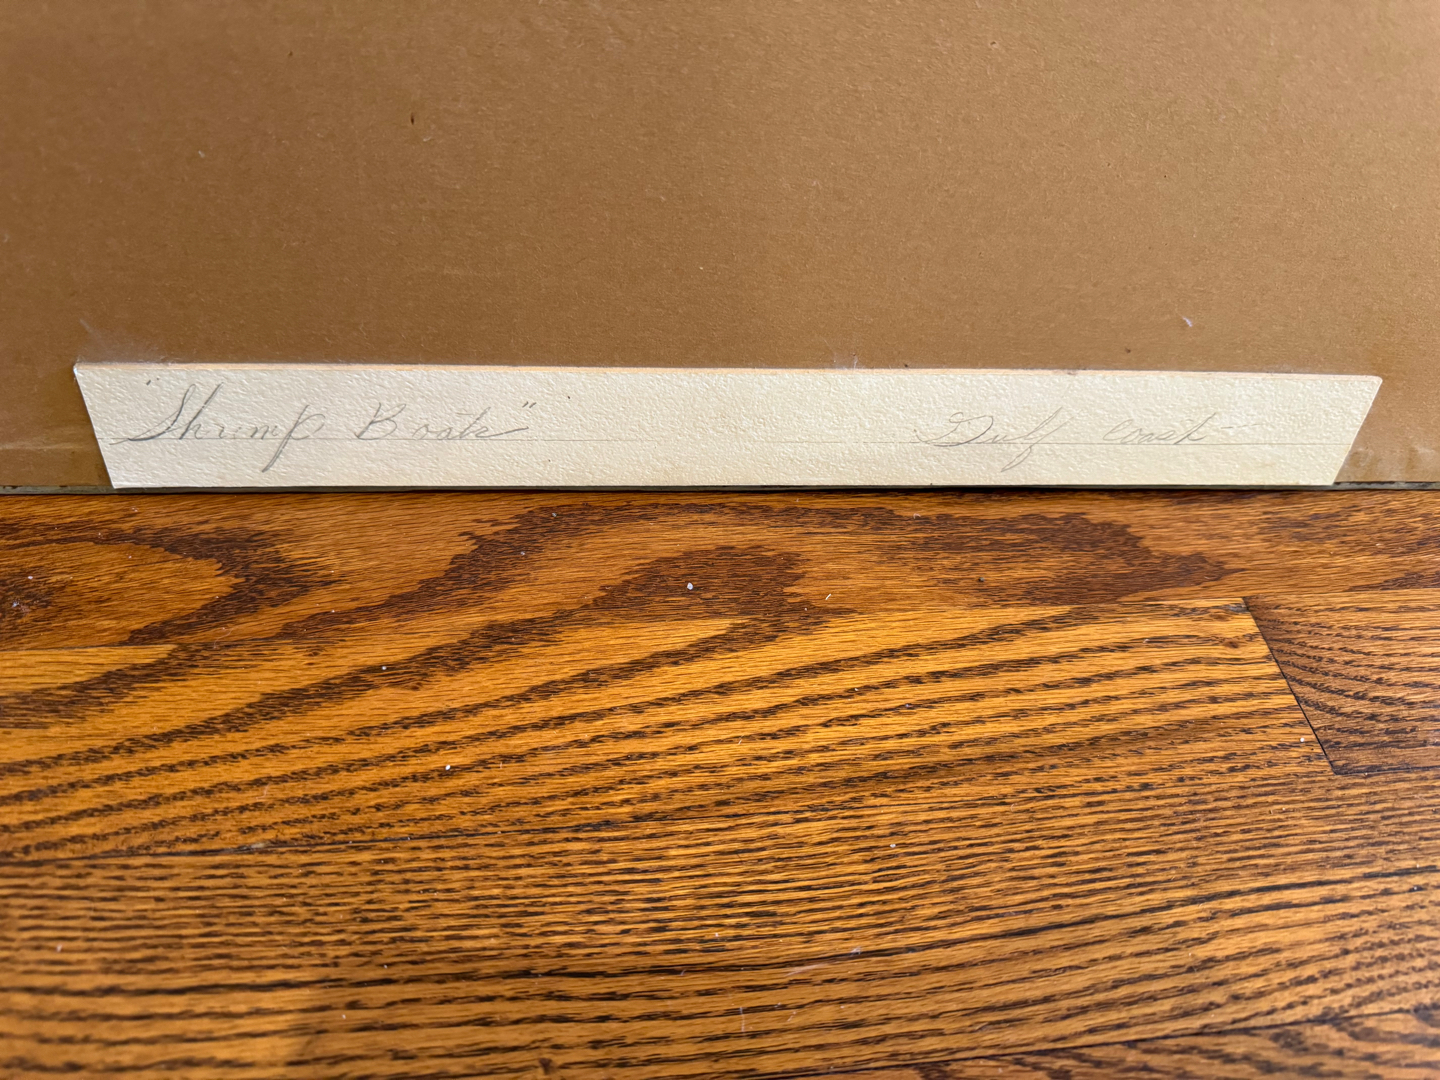 "Shrimp Boats" Gulf coast --